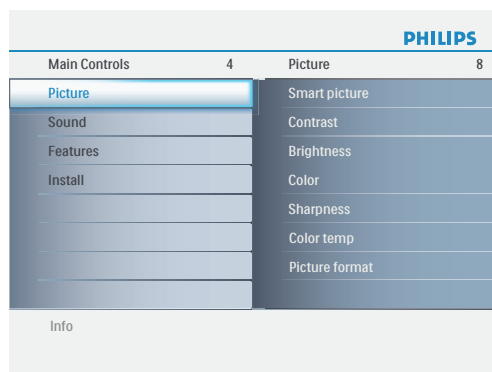 PHILIPS
Main Controls 4 Picture 8
Picture Smart picture
Sound Contrast
Features Brightness
Install Color
Sharpness
Color temp
Picture format
Info